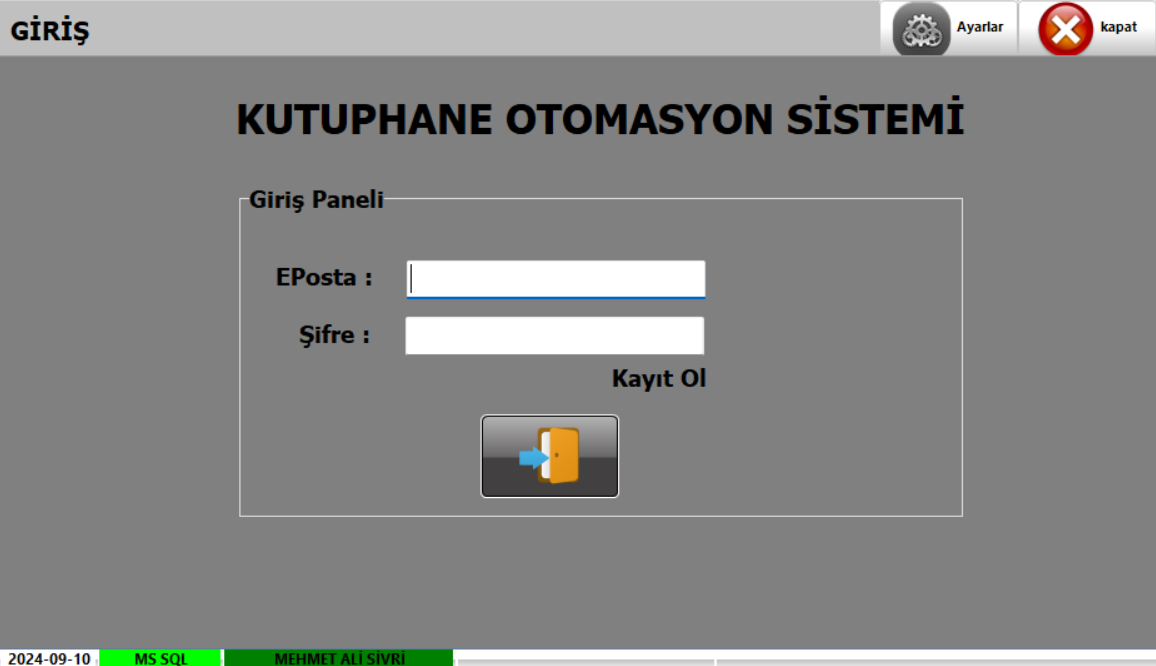 GİRİŞ
Ayarlar
kapat
KUTUPHANE OTOMASYON SİSTEMİ
Giriş Paneli
EPosta :
Şifre :
Kayıt Ol
2024-09-10
MS SQL
MEHMET ALİ SİVRİ